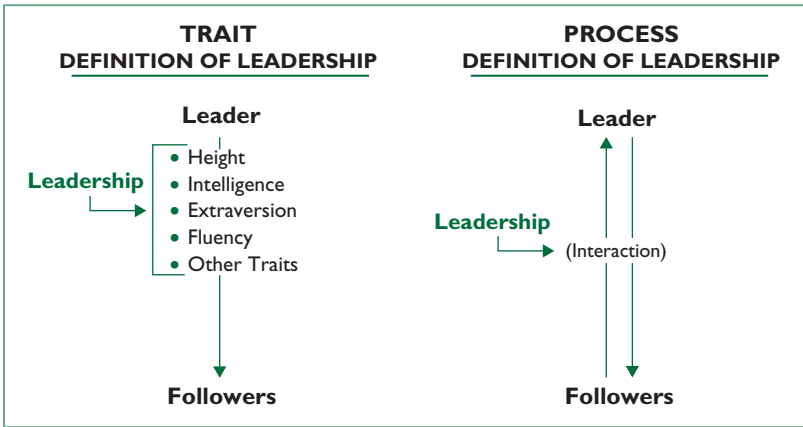 TRAIT
DEFINITION OF LEADERSHIP
Leader
Leadership
• Height
• Intelligence
• Extraversion
• Fluency
• Other Traits
Followers
PROCESS
DEFINITION OF LEADERSHIP
Leader
Leadership
(Interaction)
Followers